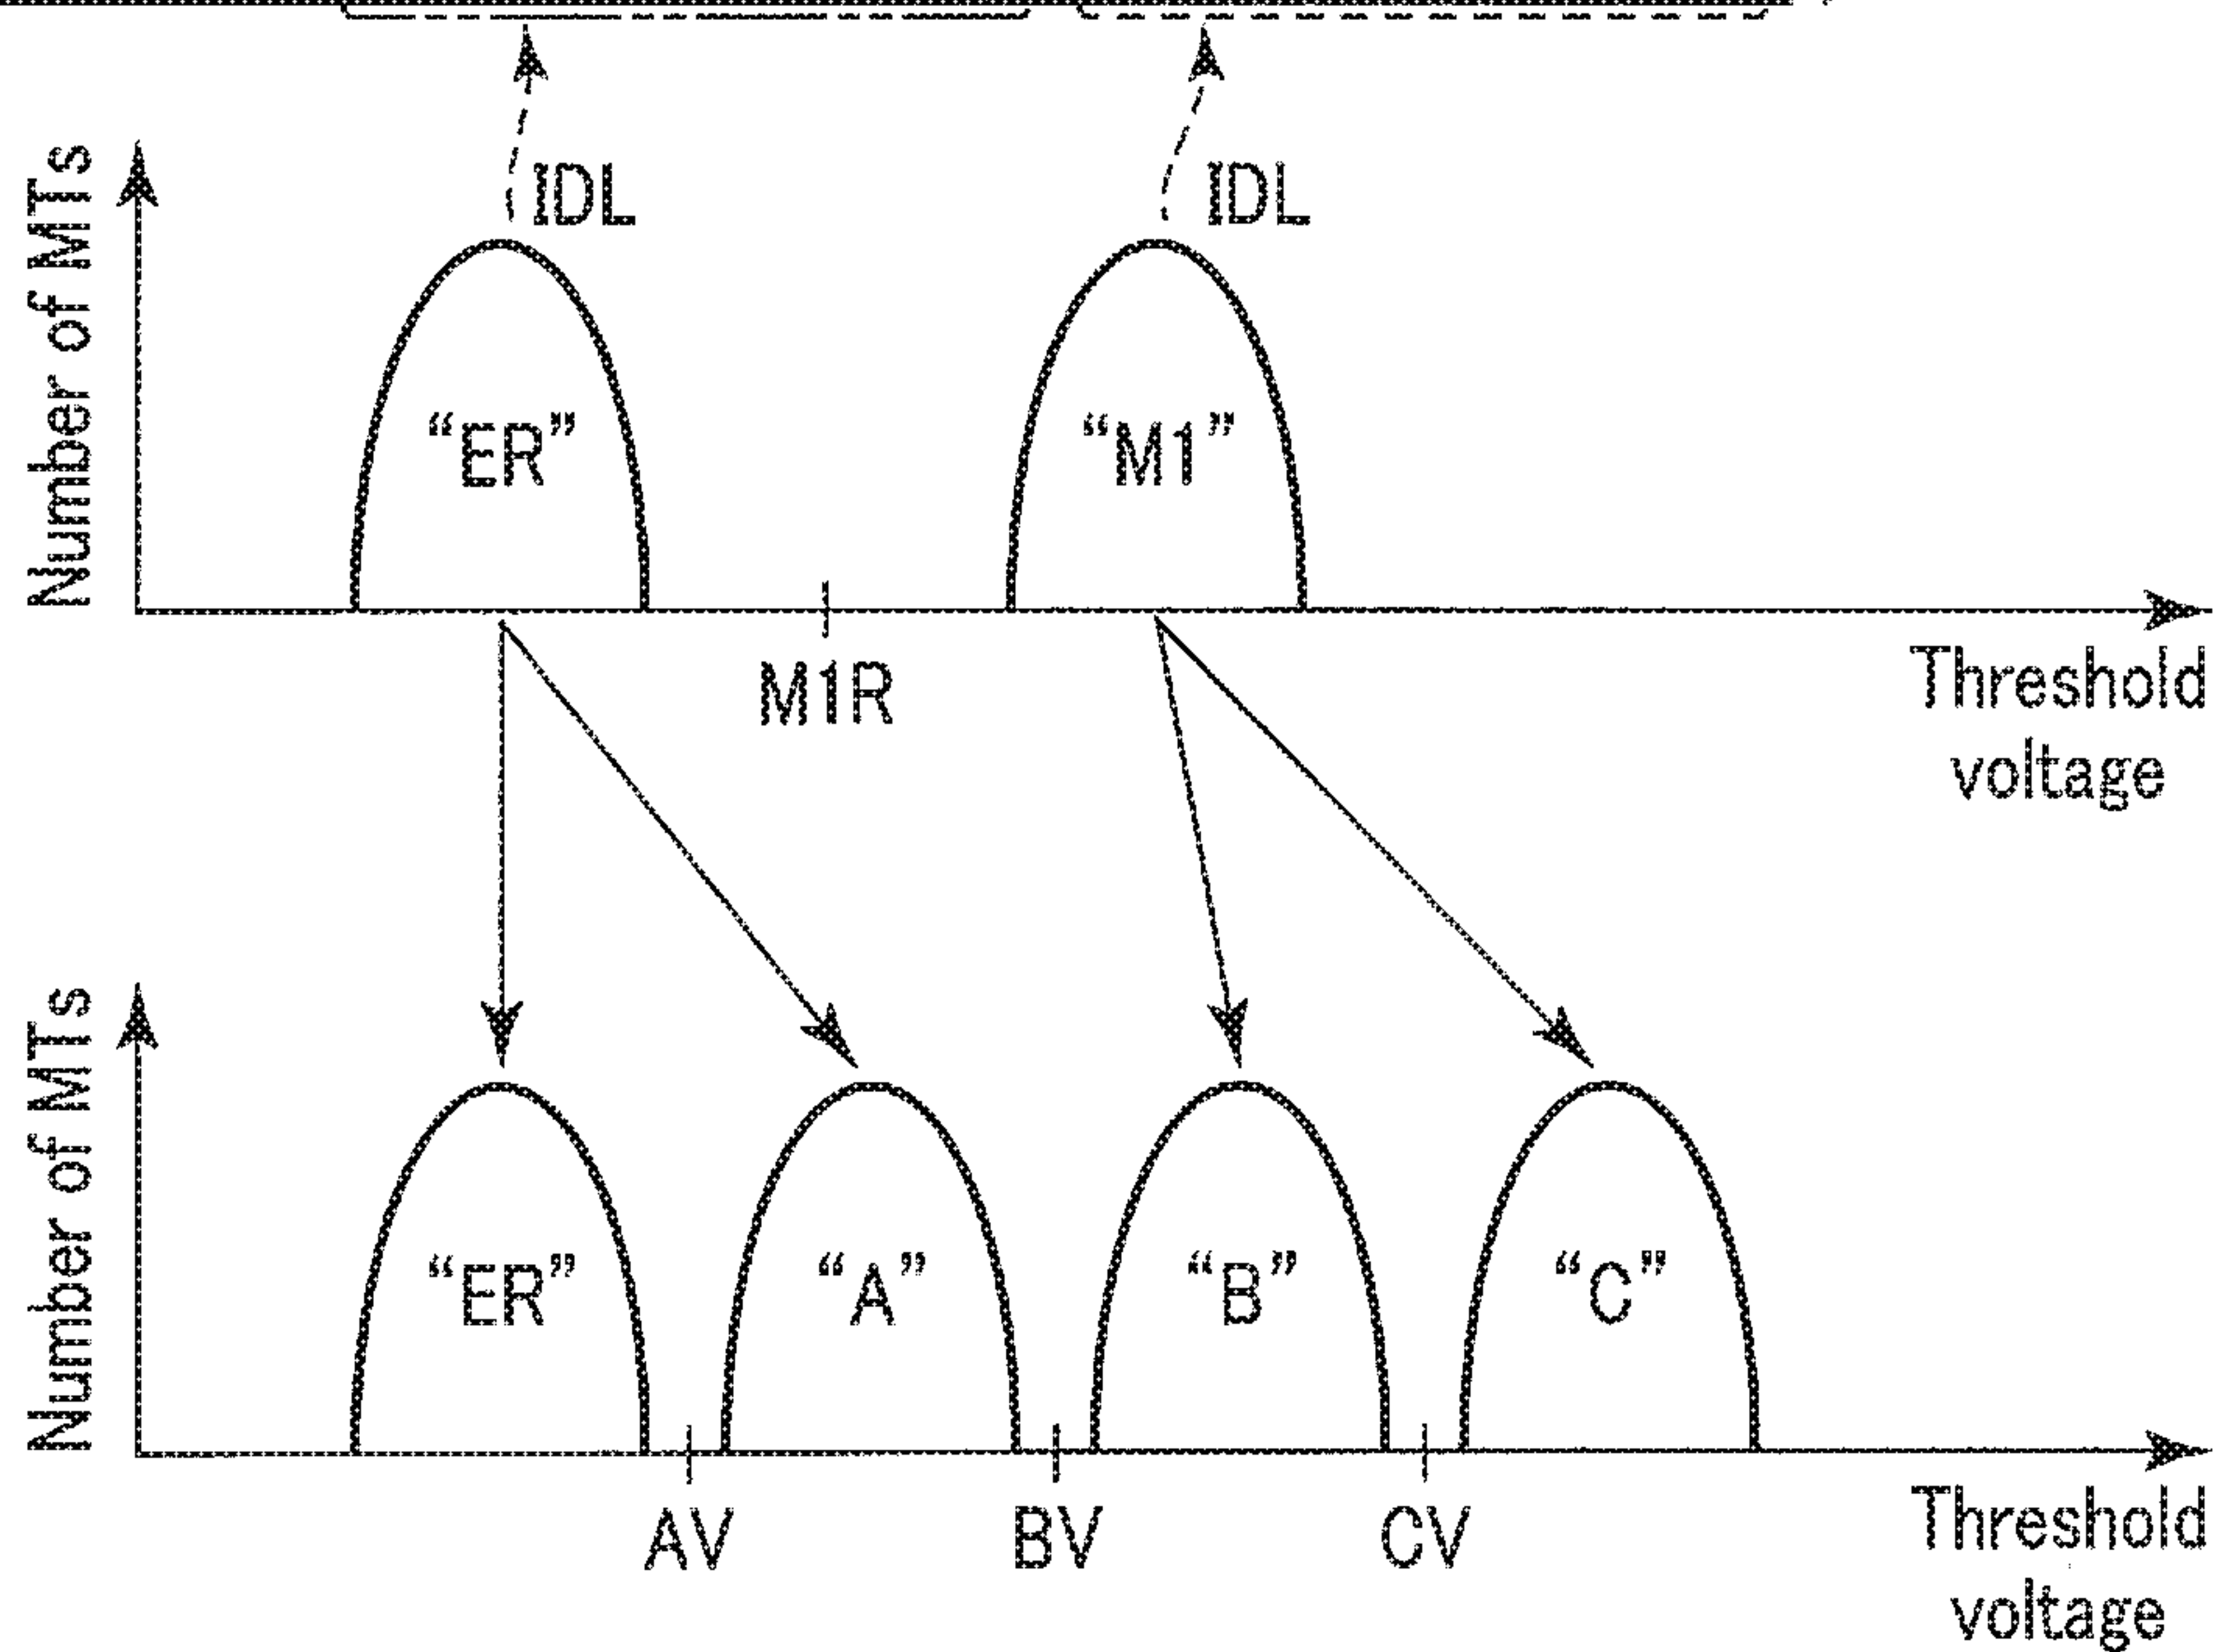 IDL
IDL
Number of MTs
“ER”
“M1”
M1R
Threshold
voltage
Number of MTs
“ER”
“A”
“B”
“C”
AV
BV
CV
Threshold
voltage